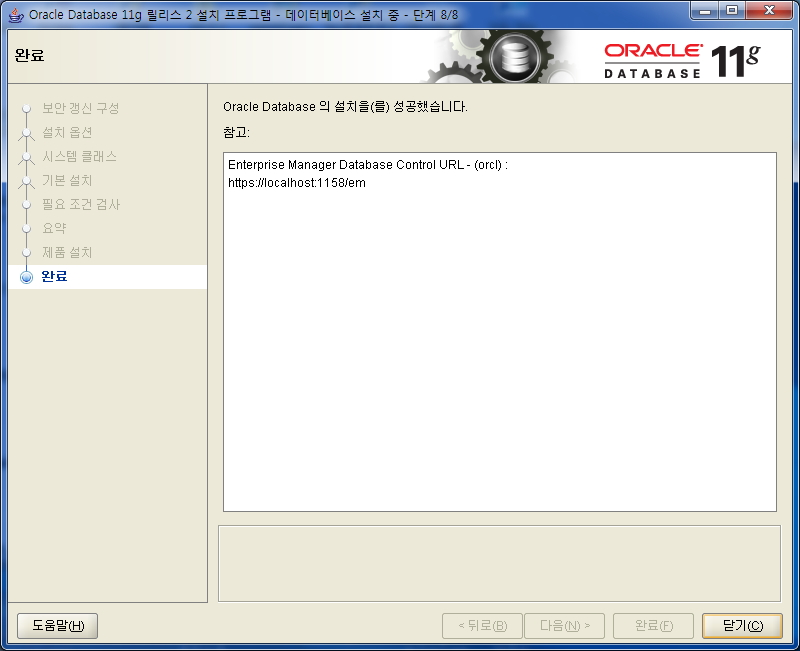 Oracle Database 11g 릴리스 2 설치 프로그램 - 데이터베이스 설치 중 - 단계 8/8
완료
ORACLE
DATABASE 11g
보안 갱신 구성
설치 옵션
시스템 클래스
기본 설치
필요 조건 검사
요약
제품 설치
완료
Oracle Database 의 설치을(를) 성공했습니다.
참고:
Enterprise Manager Database Control URL - (orcl) :
https://localhost:1158/em
도움말(H)
< 뒤로(B)
다음(N) >
완료(F)
닫기(C)